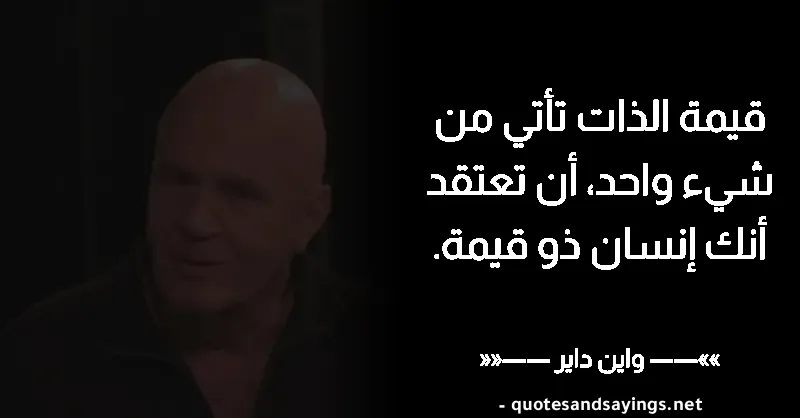 قيمة الذات تأتي من
شيء واحد، أن تعتقد
أنك إنسان ذو قيمة.
»»—— واين داير ——««
- quotesandsayings.net